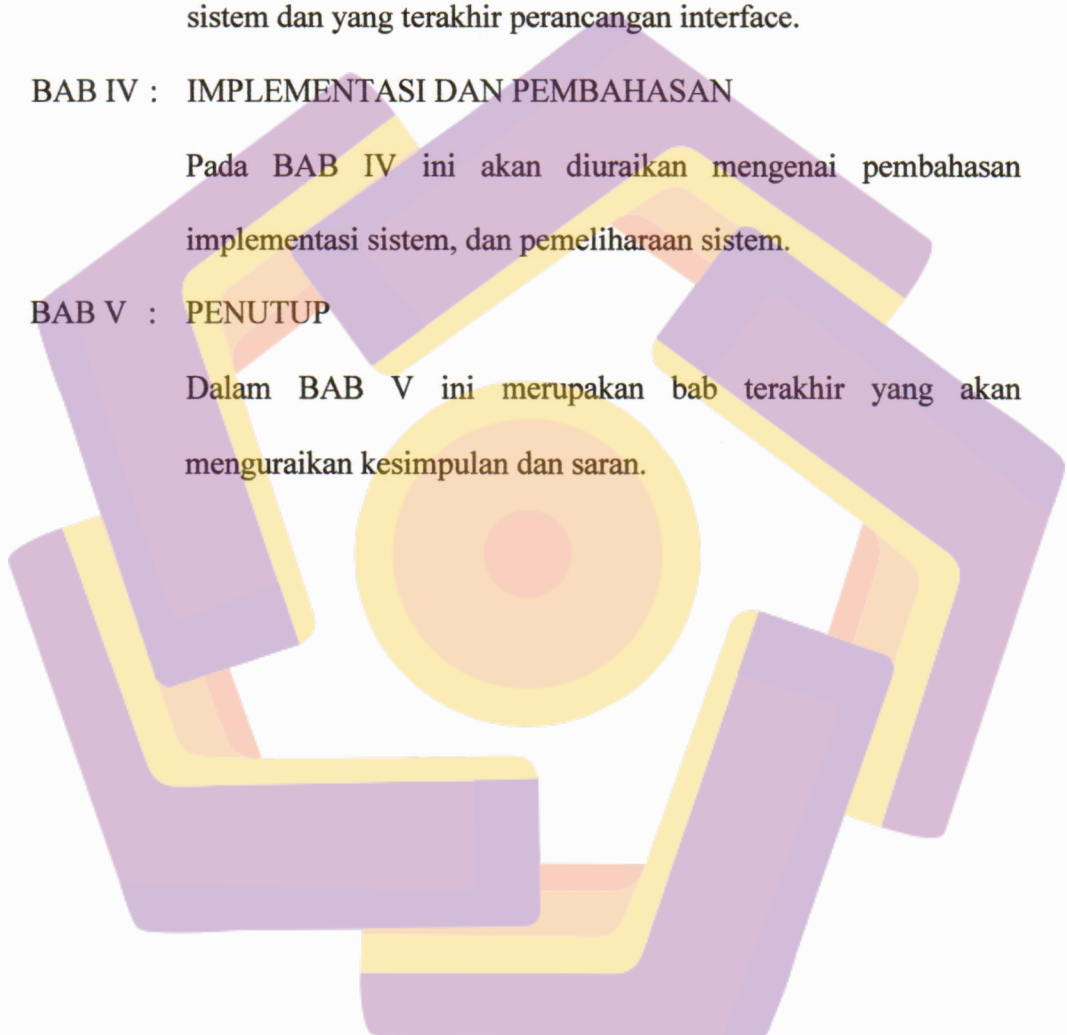 sistem dan yang terakhir perancangan interface.
BAB IV : IMPLEMENTASI DAN PEMBAHASAN
Pada BAB IV ini akan diuraikan mengenai pembahasan
implementasi sistem, dan pemeliharaan sistem.
BAB V : PENUTUP
Dalam BAB V ini merupakan bab terakhir yang akan
menguraikan kesimpulan dan saran.